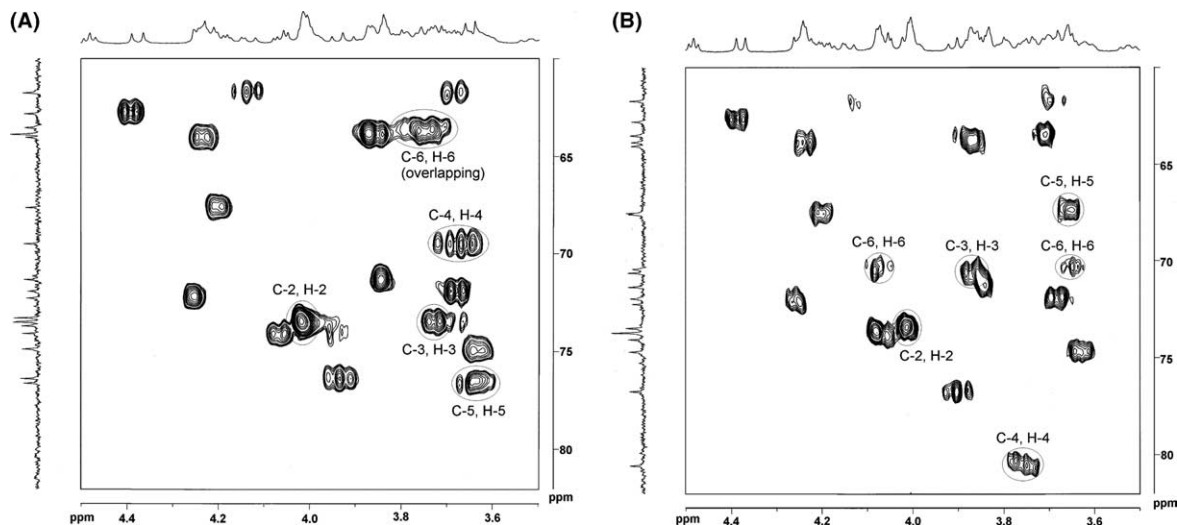 (A)
65
70
75
80
ppm
C-6, H-6
(overlapping)
C-4, H-4
C-2, H-2
C-3, H-3
C-5, H-5
ppm 4.4 4.2 4.0 3.8 3.6
(B)
65
70
75
80
ppm
C-5, H-5
C-6, H-6
C-3, H-3
C-6, H-6
C-2, H-2
C-4, H-4
ppm 4.4 4.2 4.0 3.8 3.6